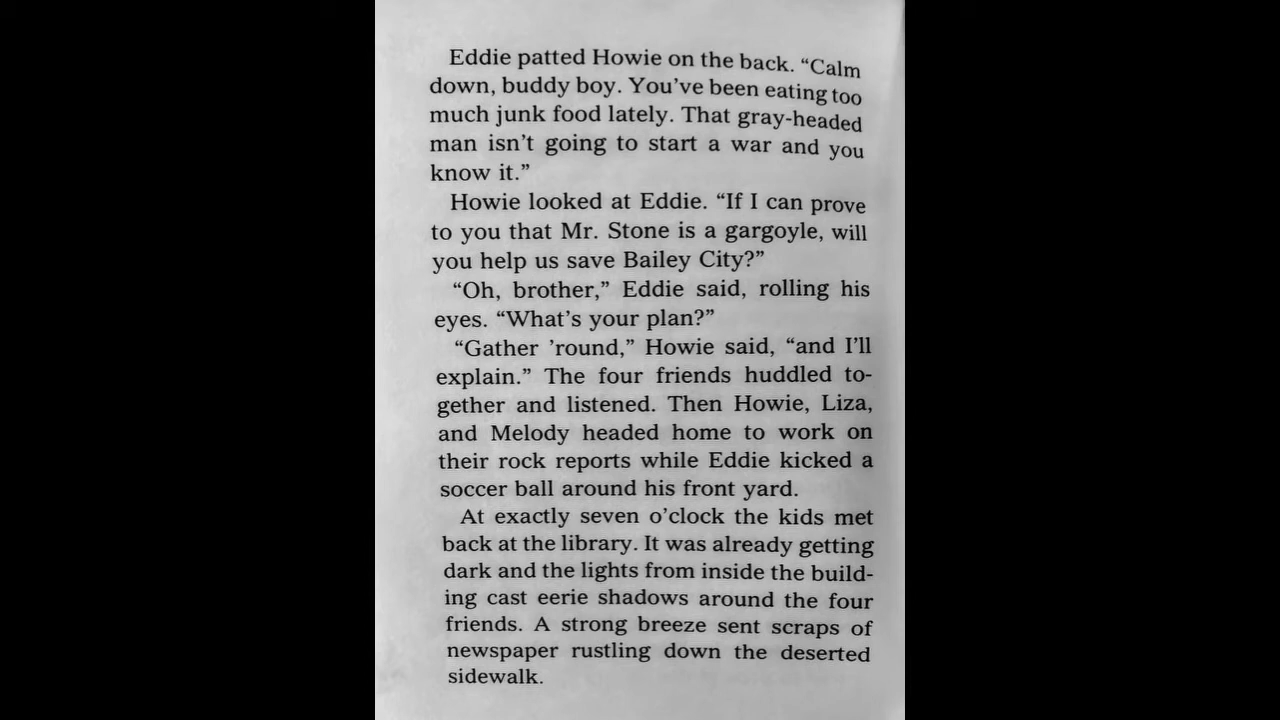 Eddie patted Howie on the back. “Calm
down, buddy boy. You’ve been eating too
much junk food lately. That gray-headed
man isn’t going to start a war and you
know it.”
Howie looked at Eddie. “If I can prove
to you that Mr. Stone is a gargoyle, will
you help us save Bailey City?”
“Oh, brother,” Eddie said, rolling his
eyes. “What’s your plan?”
“Gather ’round,” Howie said, “and I’ll
explain.” The four friends huddled to-
gether and listened. Then Howie, Liza,
and Melody headed home to work on
their rock reports while Eddie kicked a
soccer ball around his front yard.
At exactly seven o’clock the kids met
back at the library. It was already getting
dark and the lights from inside the build-
ing cast eerie shadows around the four
friends. A strong breeze sent scraps of
newspaper rustling down the deserted
sidewalk.